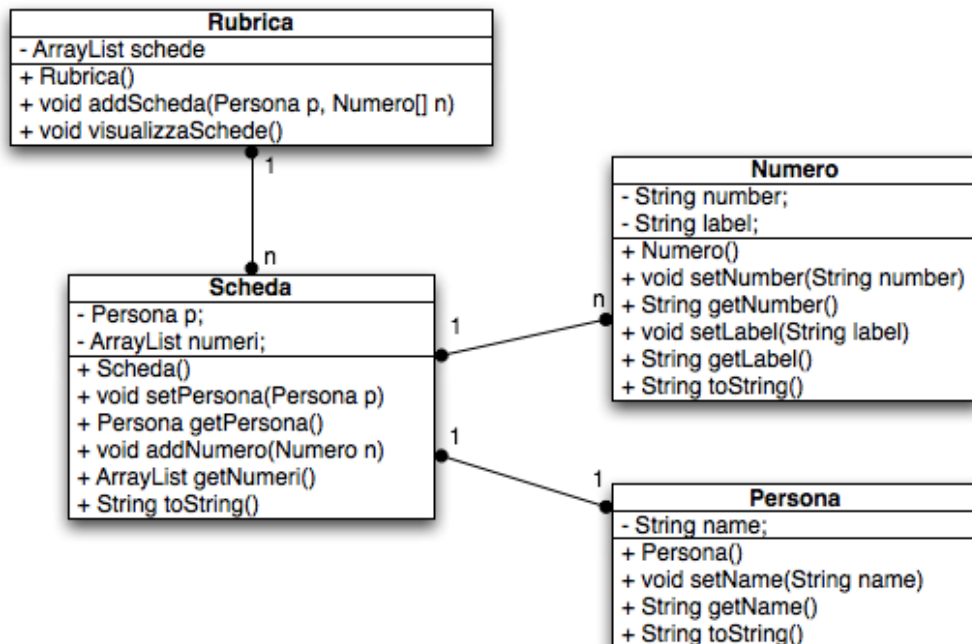 Rubrica
- ArrayList schede
+ Rubrica()
+ void addScheda(Persona p, Numero[] n)
+ void visualizzaSchede()
1
n
Scheda
- Persona p;
- ArrayList numeri;
+ Scheda()
+ void setPersona(Persona p)
+ Persona getPersona()
+ void addNumero(Numero n)
+ ArrayList getNumeri()
+ String toString()
1
n
1
1
Numero
- String number;
- String label;
+ Numero()
+ void setNumber(String number)
+ String getNumber()
+ void setLabel(String label)
+ String getLabel()
+ String toString()
Persona
- String name;
+ Persona()
+ void setName(String name)
+ String getName()
+ String toString()